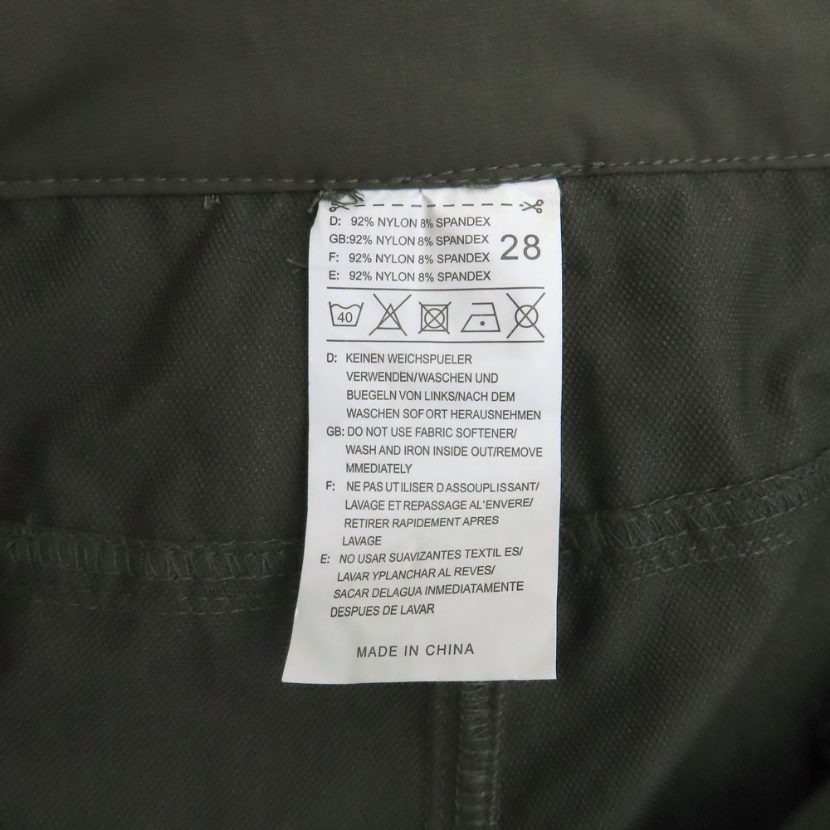 D: 92% NYLON 8% SPANDEX
GB:92% NYLON 8% SPANDEX
F: 92% NYLON 8% SPANDEX
E: 92% NYLON 8% SPANDEX
28
40
D: KEINEN WEICHSPUELER
VERWENDEN/WASCHEN UND
BUEGELN VON LINKS/NACH DEM
WASCHEN SOFORT HERAUSNEHMEN
GB: DO NOT USE FABRIC SOFTENER/
WASH AND IRON INSIDE OUT/REMOVE
MMEDIATELY
F: NE PAS UTILISER DASSOUPLISSANT/
LAVAGE ET REPASSAGE AL'ENVERE/
RETIRER RAPIDEMENT APRES
LAVAGE
E: NO USAR SUAVIZANTES TEXTIL ES/
LAVAR YPLANCHAR AL REVES/
SACAR DELAGUA INMEDIATAMENTE
DESPUES DE LAVAR
MADE IN CHINA